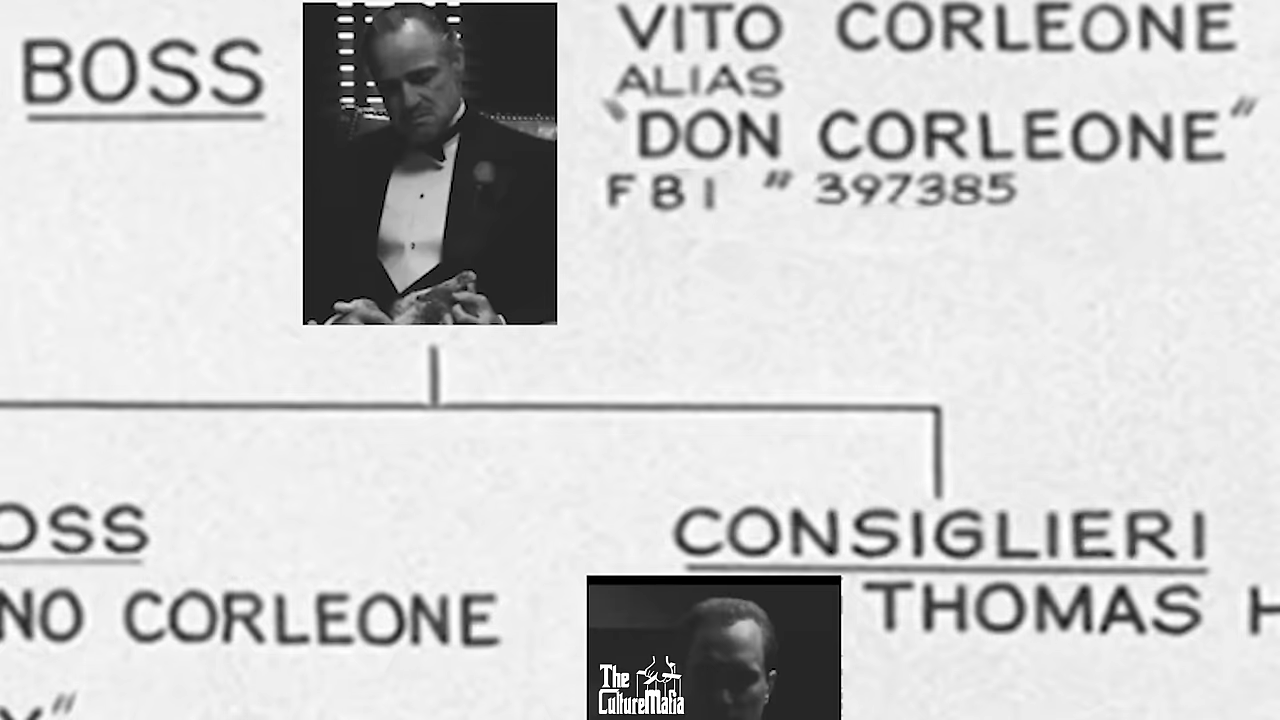 BOSS
VITO CORLEONE
ALIAS
"DON CORLEONE"
FBI " 397385
OSS
CONSIGLIERI
NO CORLEONE
THOMAS H
Y"
The
CultureMafia